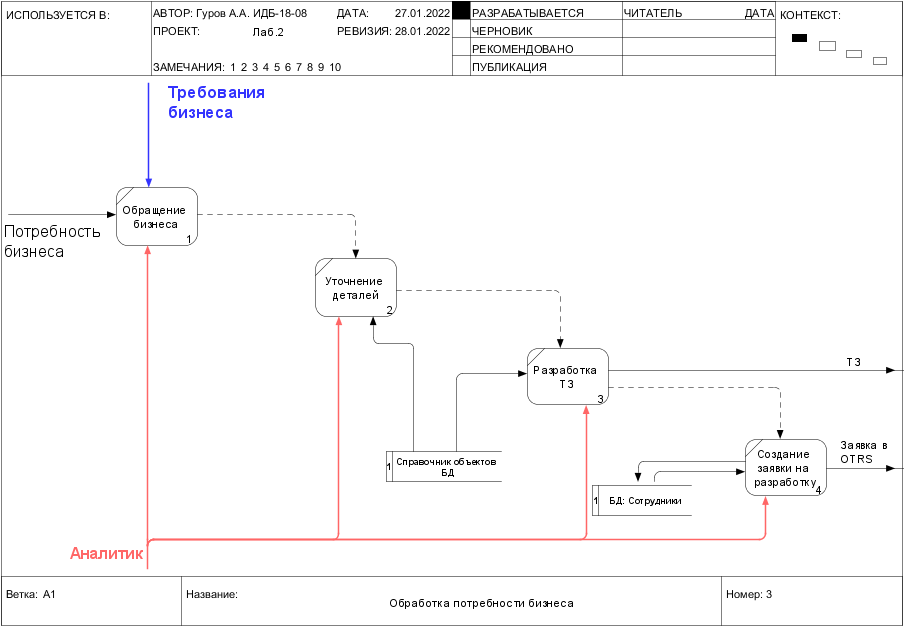 ИСПОЛЬЗУЕТСЯ В:
АВТОР: Гуров А.А. ИДБ-18-08
ДАТА: 27.01.2022
РАЗРАБАТЫВАЕТСЯ
ЧИТАТЕЛЬ
ДАТА
КОНТЕКСТ:
ПРОЕКТ: Лаб.2
РЕВИЗИЯ: 28.01.2022
ЧЕРНОВИК
РЕКОМЕНДОВАНО
ЗАМЕЧАНИЯ: 1 2 3 4 5 6 7 8 9 10
ПУБЛИКАЦИЯ
Требования
бизнеса
Обращение
бизнеса
1
Потребность
бизнеса
Уточнение
деталей
2
Разработка
ТЗ
3
ТЗ
Создание
заявки на
разработку
4
Заявка в
OTRS
1
Справочник объектов
БД
1
БД: Сотрудники
Аналитик
Ветка: А1
Название:
Обработка потребности бизнеса
Номер: 3